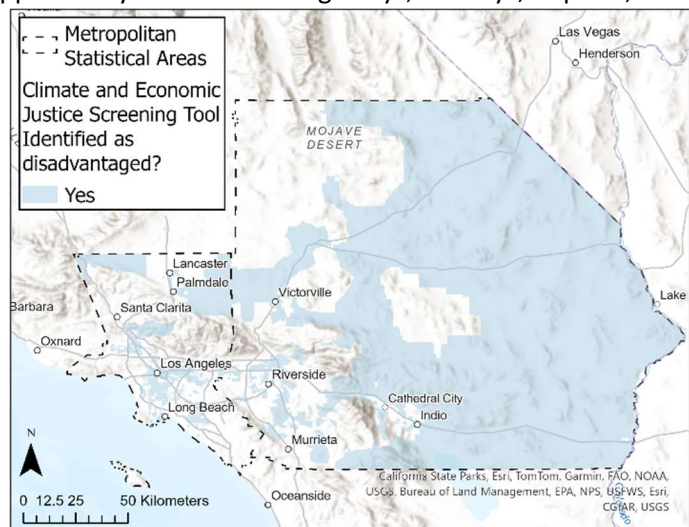 Metropolitan
Statistical Areas
Climate and Economic
Justice Screening Tool
Identified as
disadvantaged?
Yes
Las Vegas
Henderson
MOJAVE
DESERT
Lancaster
Palmdale
Victorville
Santa Clarita
Barbara
Oxnard
Los Angeles
Riverside
Long Beach
Cathedral City
Indio
Murrieta
Oceanside
Lake
N
0 12.5 25 50 Kilometers
California State Parks, Esri, TomTom, Garmin, FAO, NOAA,
USGS, Bureau of Land Management, EPA, NPS, USFWS, Esri,
CGIAR, USGS